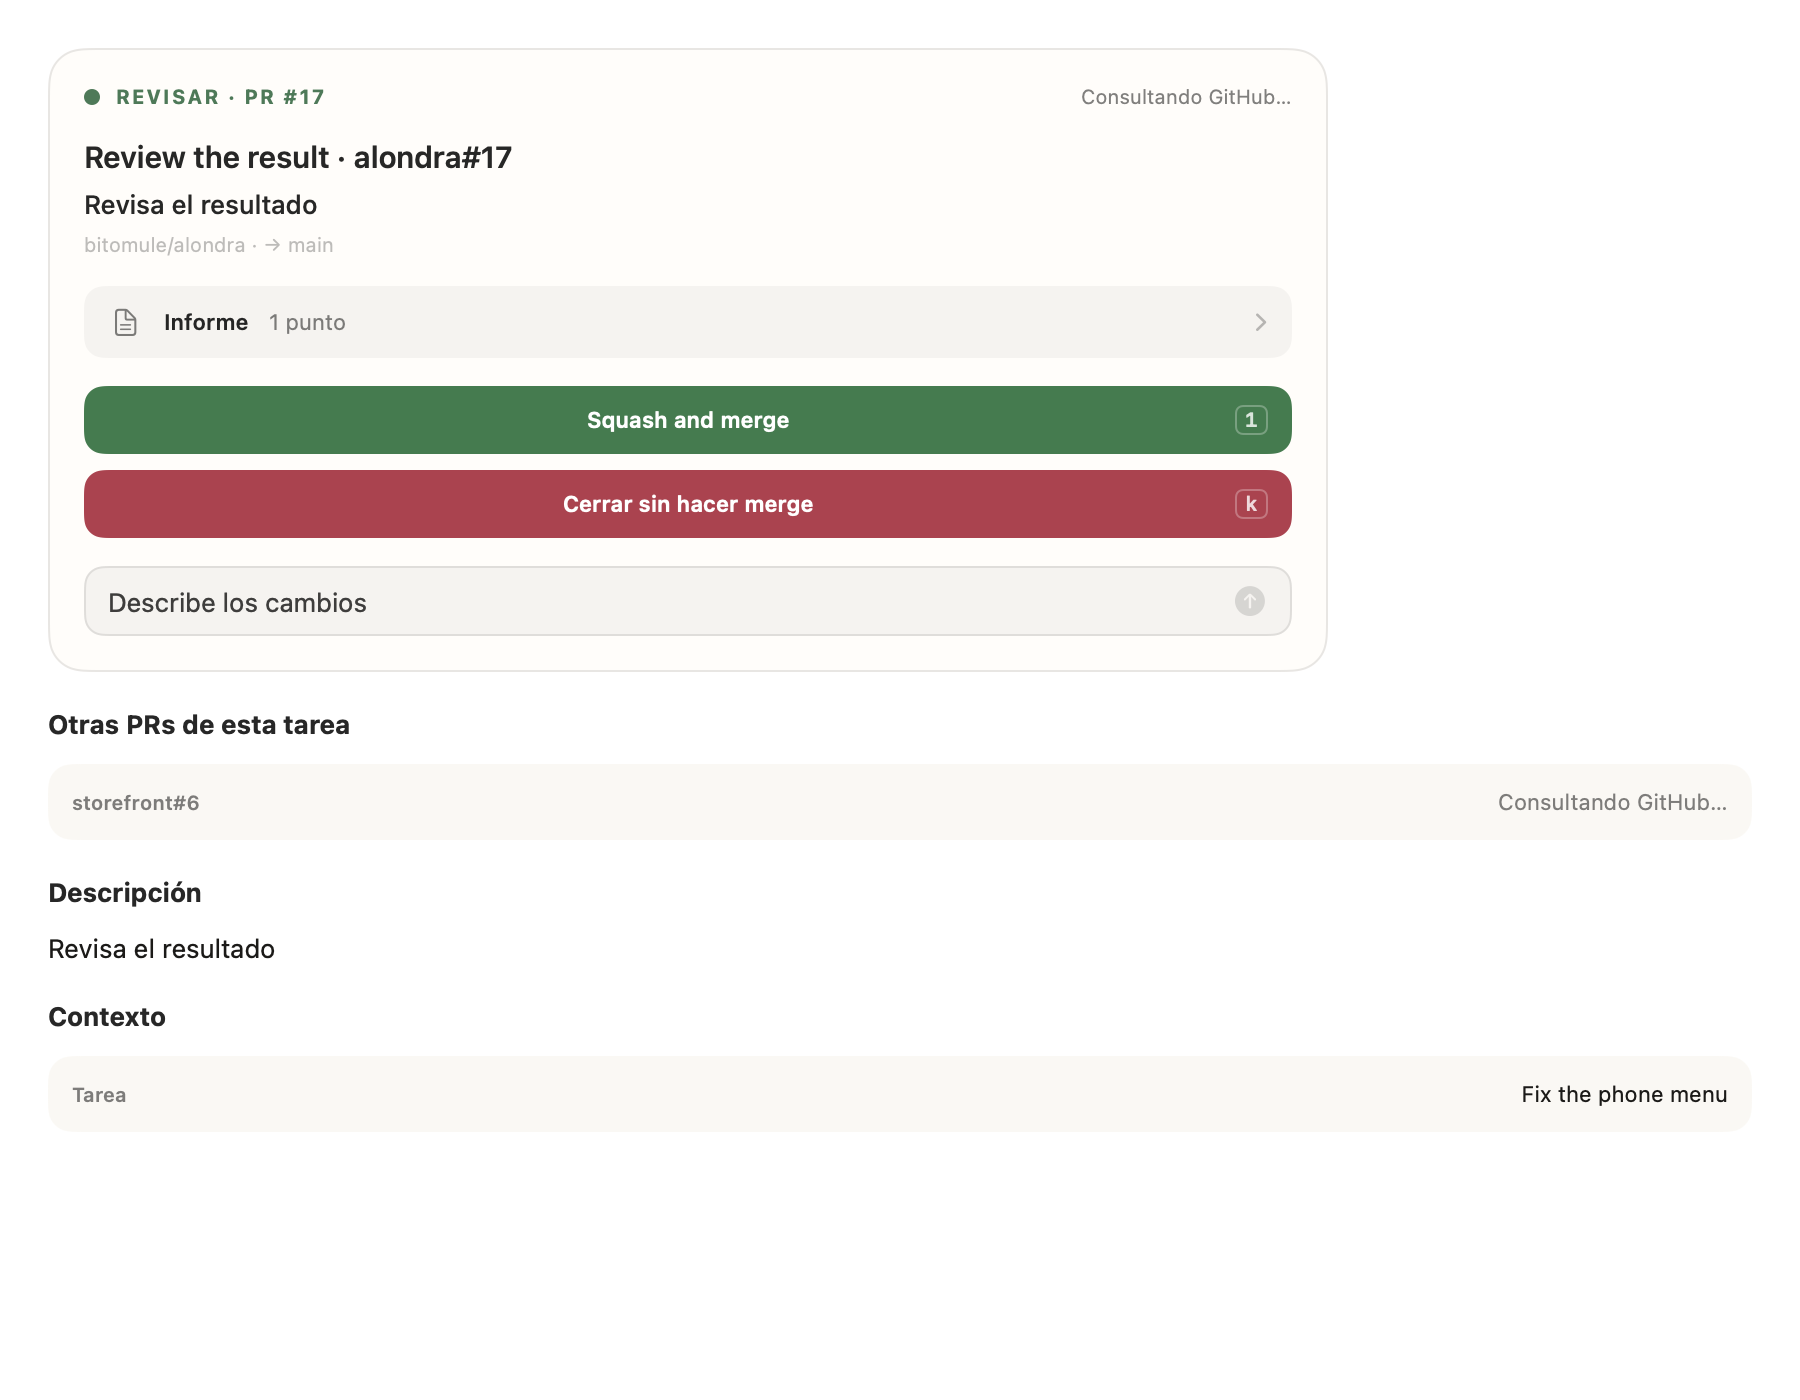 REVISAR · PR #17
Consultando GitHub...
Review the result · alondra#17
Revisa el resultado
bitomule/alondra · → main
Informe 1 punto
Squash and merge 1
Cerrar sin hacer merge k
Describe los cambios
Otras PRs de esta tarea
storefront#6 Consultando GitHub...
Descripción
Revisa el resultado
Contexto
Tarea Fix the phone menu